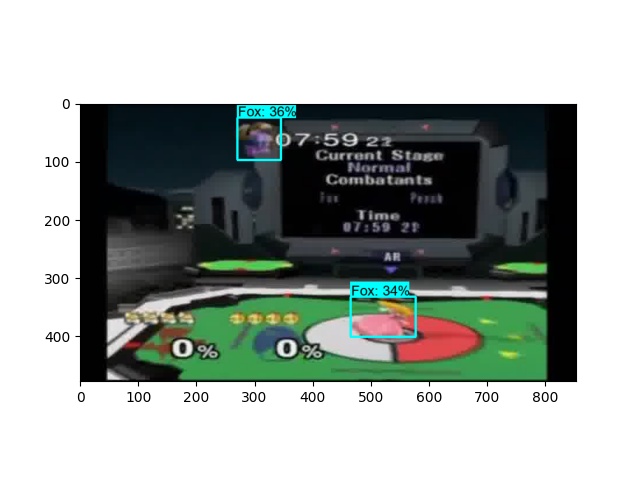 Fox: 36%
07:59 22
Current Stage
Normal
Combatants
Fox Peach
Time
07:59 22
AR
Fox: 34%
0% 0%
0
100
200
300
400
0 100 200 300 400 500 600 700 800